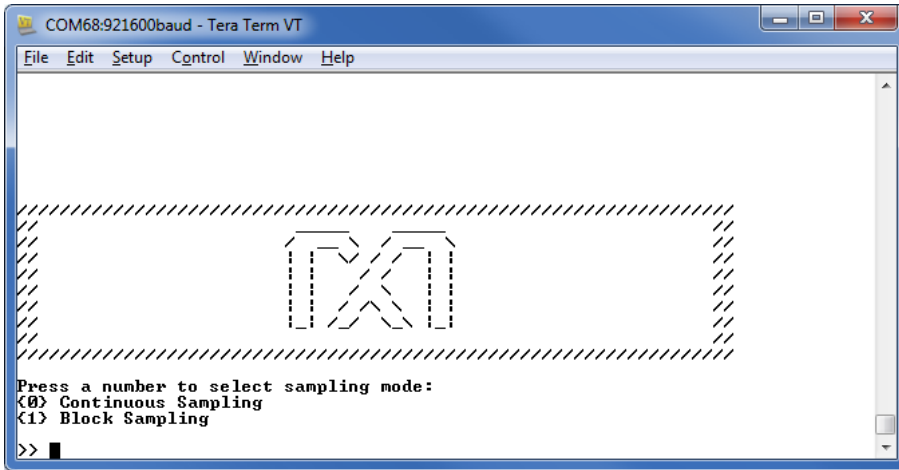 COM68:921600baud - Tera Term VT
File Edit Setup Control Window Help
Press a number to select sampling mode:
{0} Continuous Sampling
{1} Block Sampling
>>